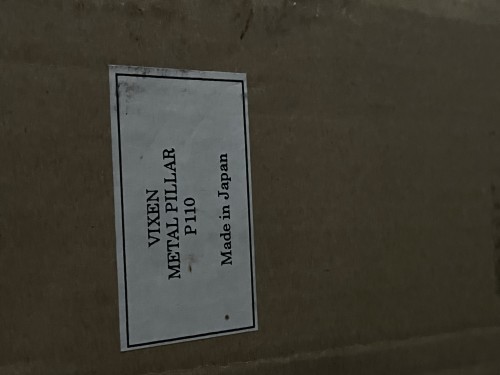 VIXEN
METAL PILLAR
P110
Made in Japan